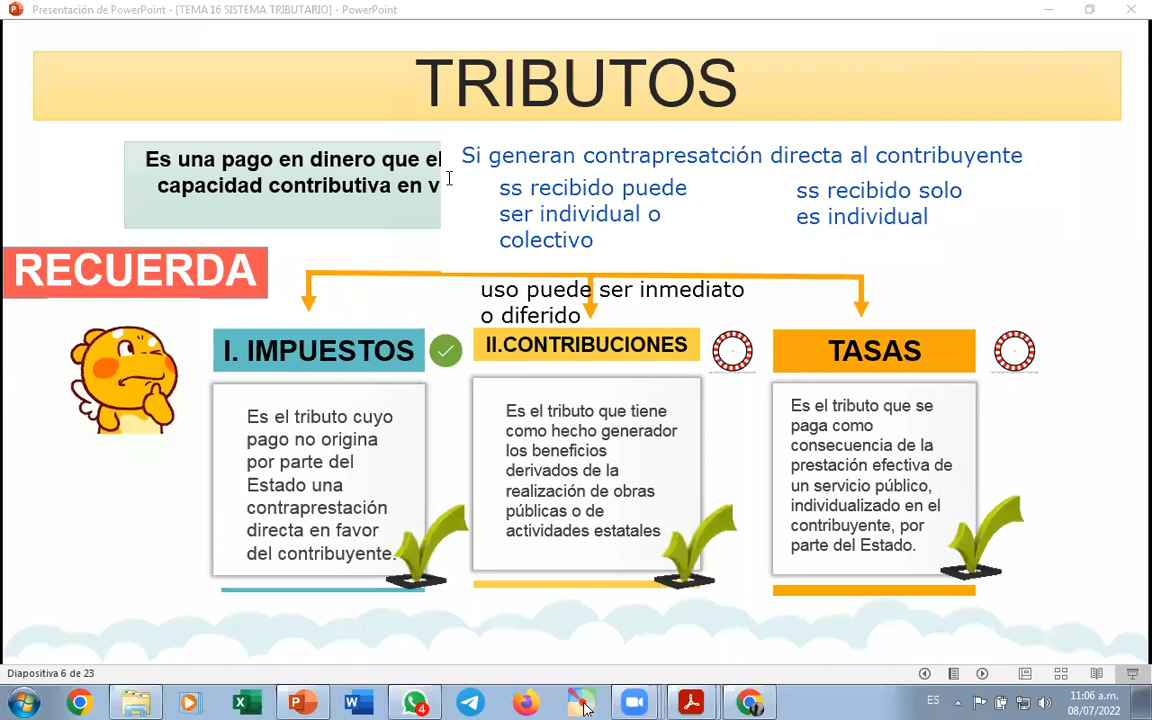 Presentación de PowerPoint - [TEMA 16 SISTEMA TRIBUTARIO] - PowerPoint
TRIBUTOS
Es una pago en dinero que el
capacidad contributiva en v
Si generan contrapresatción directa al contribuyente
ss recibido puede
ser individual o
colectivo
ss recibido solo
es individual
RECUERDA
uso puede ser inmediato
o diferido
I. IMPUESTOS
II.CONTRIBUCIONES
TASAS
Es el tributo cuyo
pago no origina
por parte del
Estado una
contraprestación
directa en favor
del contribuyente.
Es el tributo que tiene
como hecho generador
los beneficios
derivados de la
realización de obras
públicas o de
actividades estatales
Es el tributo que se
paga como
consecuencia de la
prestación efectiva de
un servicio público,
individualizado en el
contribuyente, por
parte del Estado.
Diapositiva 6 de 23
4
ES
11:06 a.m.
08/07/2022